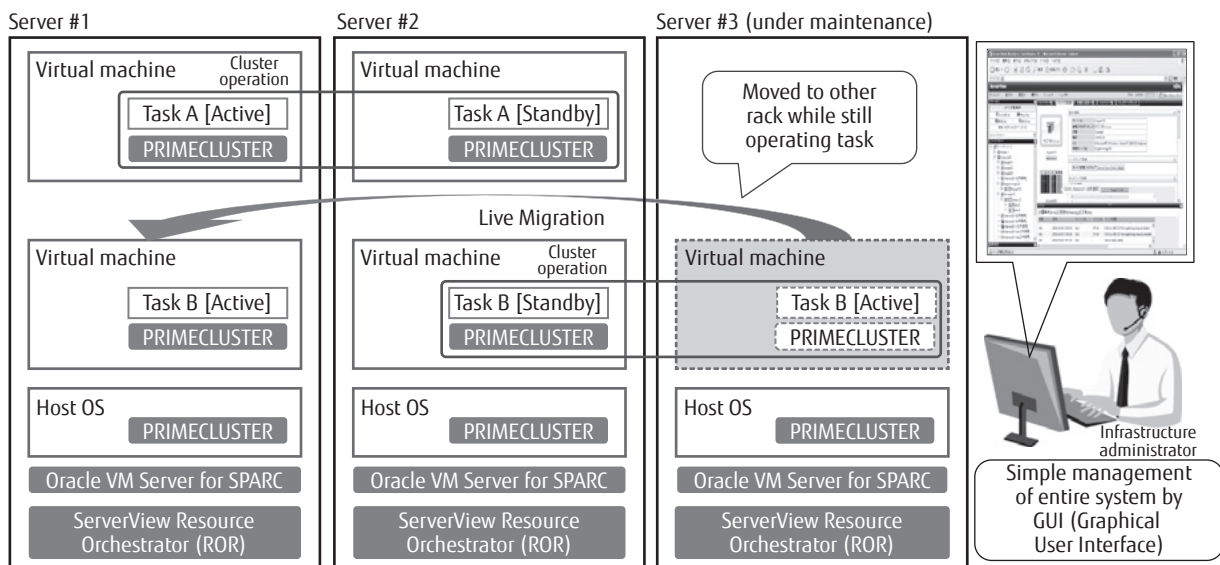 Server #1
Server #2
Server #3 (under maintenance)
Virtual machine
Cluster
operation
Task A [Active]
PRIMECLUSTER
Virtual machine
Task A [Standby]
PRIMECLUSTER
Moved to other
rack while still
operating task
Live Migration
Virtual machine
Task B [Active]
PRIMECLUSTER
Virtual machine
Cluster
operation
Task B [Standby]
PRIMECLUSTER
Virtual machine
Task B [Active]
PRIMECLUSTER
Host OS
PRIMECLUSTER
Host OS
PRIMECLUSTER
Host OS
PRIMECLUSTER
Oracle VM Server for SPARC
Oracle VM Server for SPARC
Oracle VM Server for SPARC
ServerView Resource
Orchestrator (ROR)
ServerView Resource
Orchestrator (ROR)
ServerView Resource
Orchestrator (ROR)
Infrastructure
administrator
Simple management
of entire system by
GUI (Graphical
User Interface)